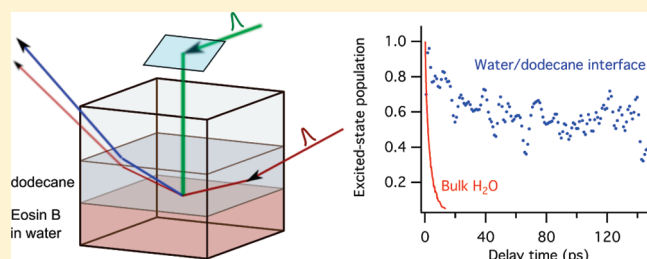 dodecane
Eosin B
in water
Excited-state population
1.0
0.8
0.6
0.4
0.2
Water/dodecane interface
Bulk H₂O
0
40
80
120
Delay time (ps)